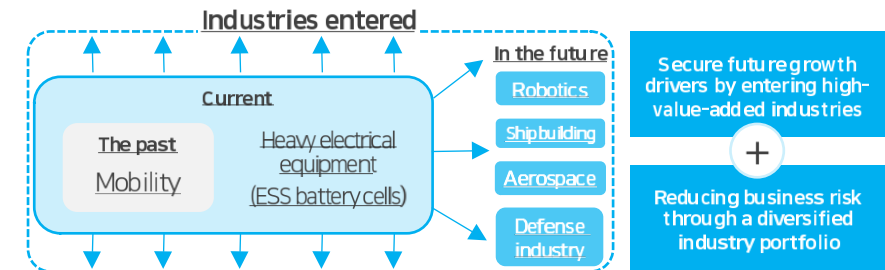 Industries entered
In the future
Current
The past
Mobility
Heavy electrical
equipment
(ESS battery cells)
Robotics
Shipbuilding
Aerospace
Defense
industry
Secure future growth
drivers by entering high-
value-added industries
+
Reducing business risk
through a diversified
industry portfolio